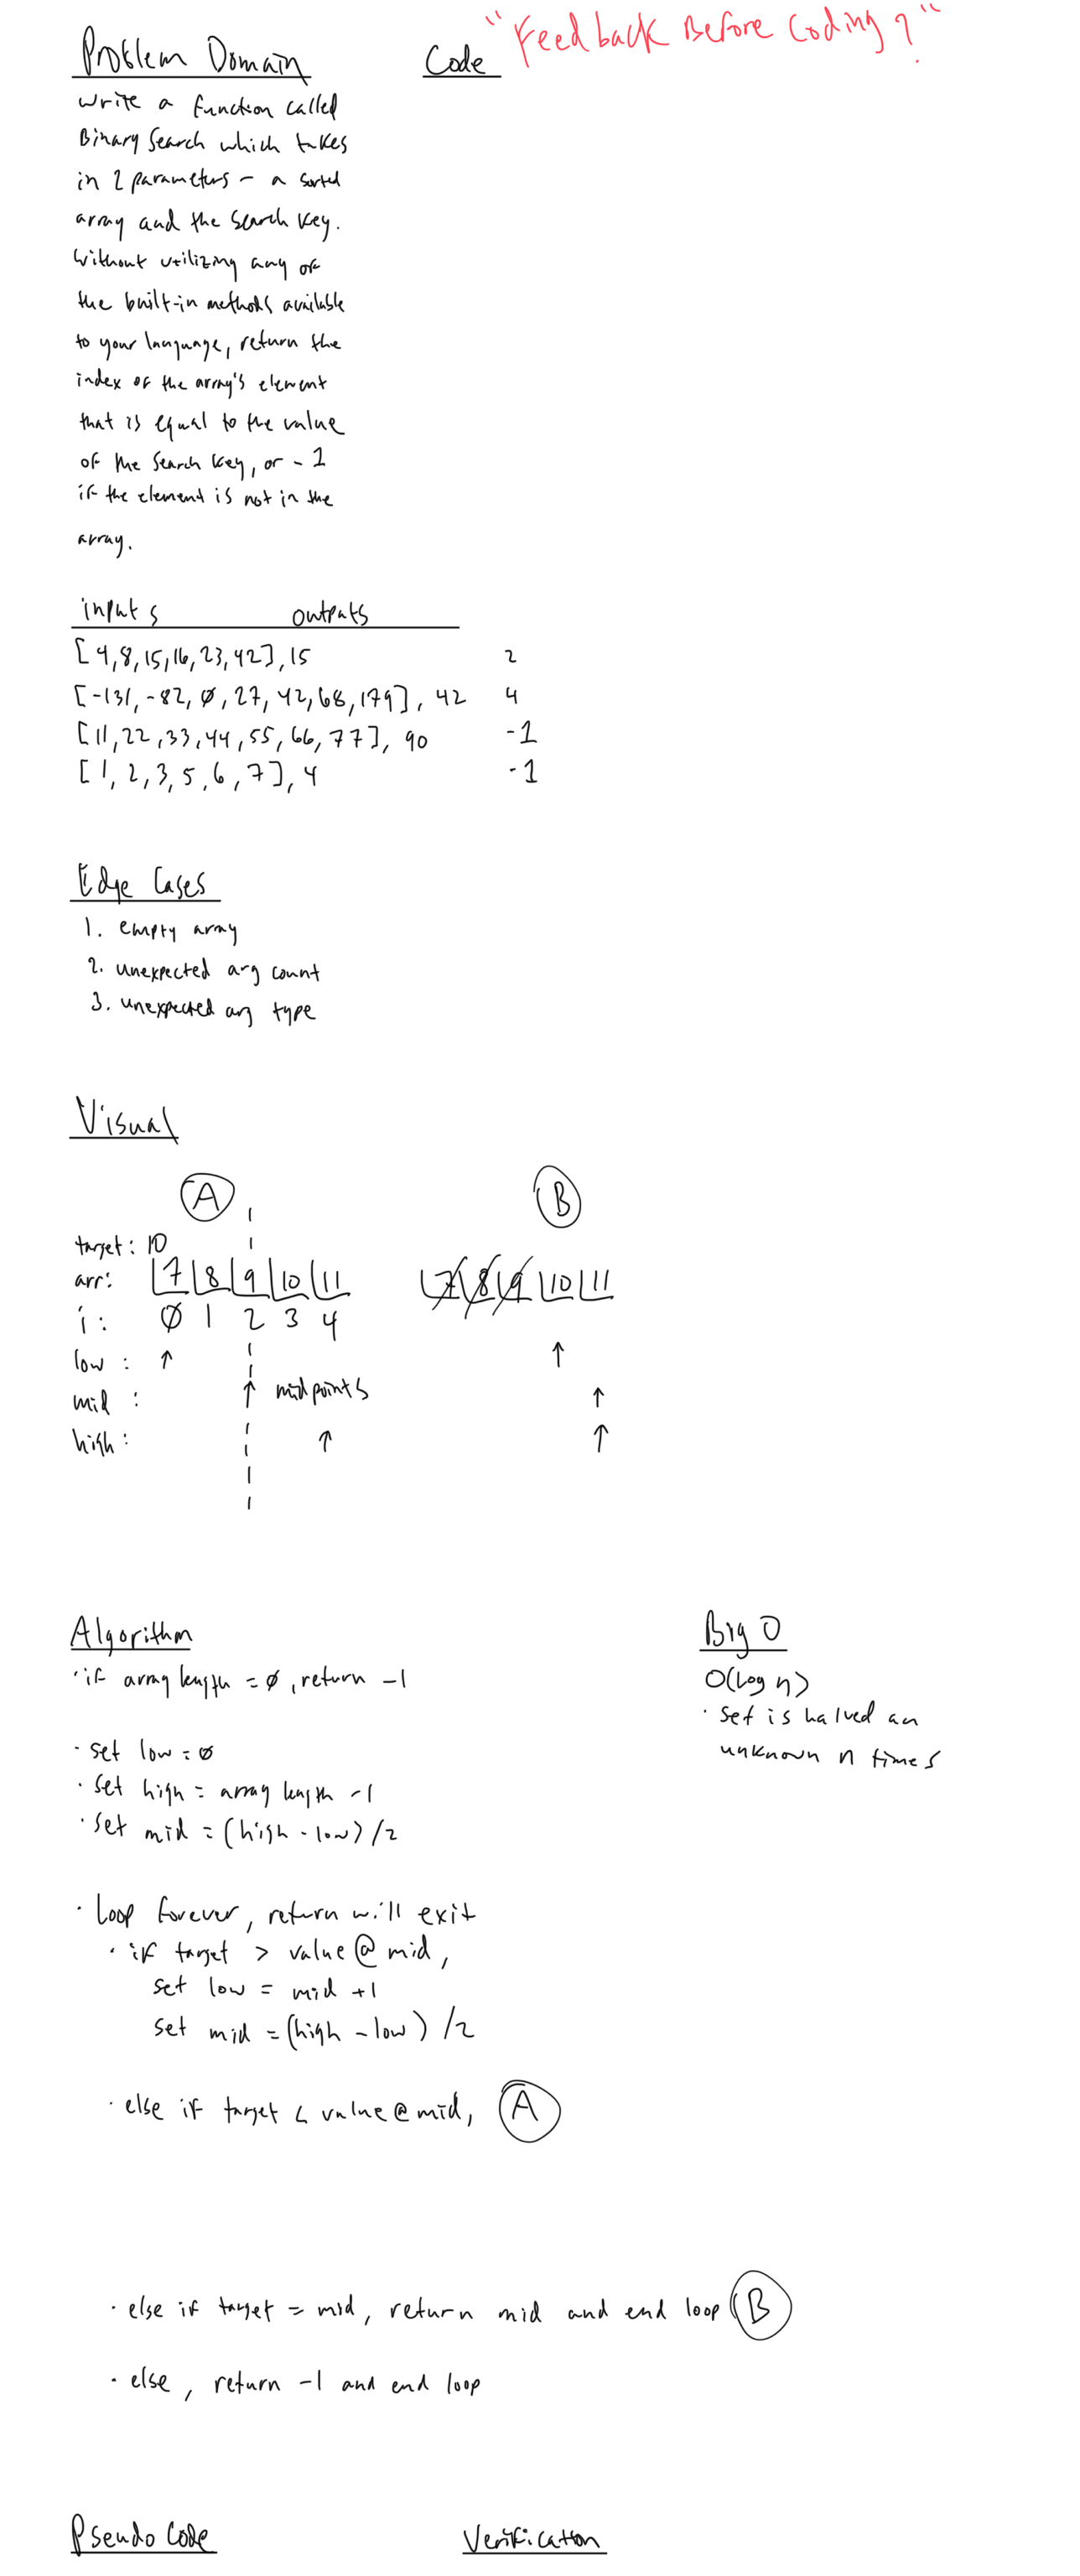 "Feedback Before Coding?"
Problem Domain
Code
Write a function called
Binary Search which takes
in 2 parameters - a sorted
array and the search key.
Without utilizing any of
the built-in methods available
to your language, return the
index of the array's element
that is equal to the value
of the search key, or -1
if the element is not in the
array.
inputs outputs
[4,8,15,16,23,42], 15 2
[-131, -82, 0, 27, 42, 68, 179], 42 4
[11,22,33,44,55,66,77], 90 -1
[1, 2, 3, 5, 6, 7], 4 -1
Edge Cases
1. empty array
2. unexpected arg count
3. unexpected arg type
Visual
A B
target: 10
arr: 7 8 9 10 11 7 8 9 10 11
i: 0 1 2 3 4
low: ↑ ↑
mid: ↑ midpoints ↑
high: ↑ ↑
Algorithm
· if array length = 0, return -1
· set low = 0
· set high = array length -1
· set mid = (high - low) /2
· loop forever, return will exit
· if target > value @ mid,
set low = mid +1
set mid = (high - low) /2
· else if target < value @ mid, A
· else if target = mid, return mid and end loop B
· else, return -1 and end loop
Big O
O(log n)
· set is halved an
unknown n times
Pseudo Code
Verification